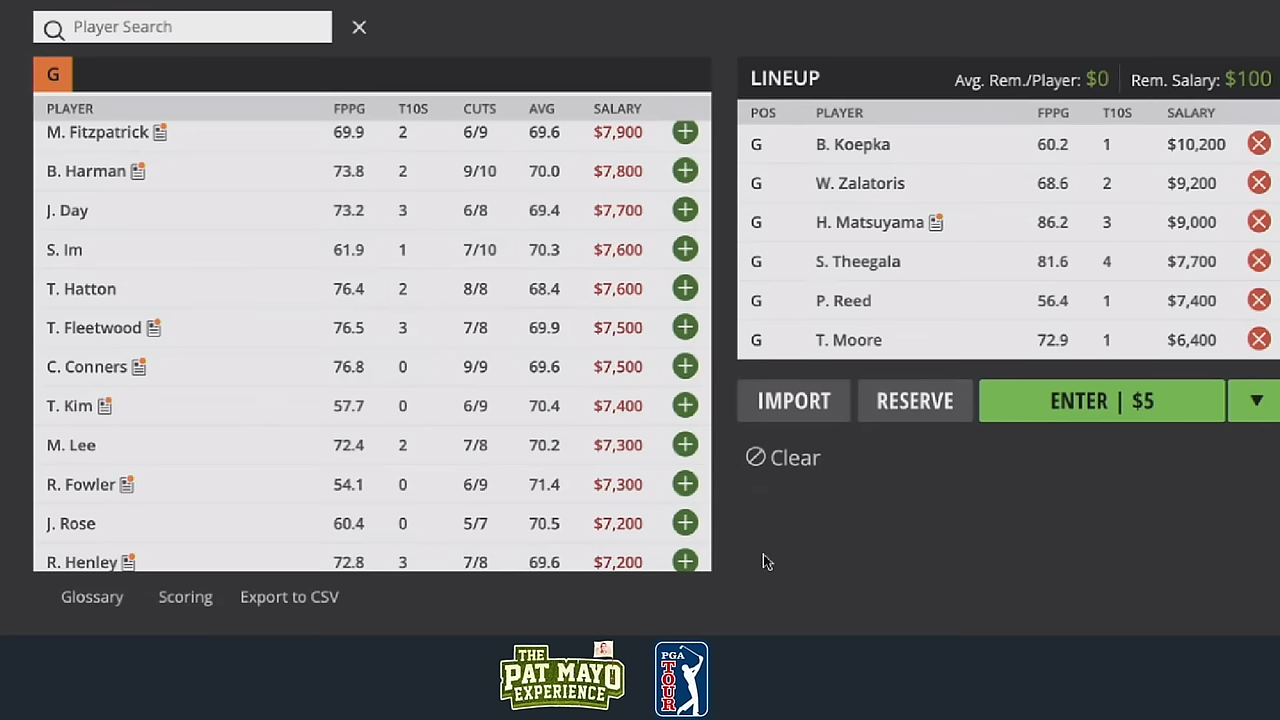 Player Search
G
PLAYER FPPG T10S CUTS AVG SALARY
M. Fitzpatrick 69.9 2 6/9 69.6 $7,900
B. Harman 73.8 2 9/10 70.0 $7,800
J. Day 73.2 3 6/8 69.4 $7,700
S. Im 61.9 1 7/10 70.3 $7,600
T. Hatton 76.4 2 8/8 68.4 $7,600
T. Fleetwood 76.5 3 7/8 69.9 $7,500
C. Conners 76.8 0 9/9 69.6 $7,500
T. Kim 57.7 0 6/9 70.4 $7,400
M. Lee 72.4 2 7/8 70.2 $7,300
R. Fowler 54.1 0 6/9 71.4 $7,300
J. Rose 60.4 0 5/7 70.5 $7,200
R. Henley 72.8 3 7/8 69.6 $7,200
Glossary Scoring Export to CSV
LINEUP Avg. Rem./Player: $0 Rem. Salary: $100
POS PLAYER FPPG T10S SALARY
G B. Koepka 60.2 1 $10,200
G W. Zalatoris 68.6 2 $9,200
G H. Matsuyama 86.2 3 $9,000
G S. Theegala 81.6 4 $7,700
G P. Reed 56.4 1 $7,400
G T. Moore 72.9 1 $6,400
IMPORT RESERVE ENTER | $5
Clear
THE
PAT MAYO
EXPERIENCE
PGA
TOUR